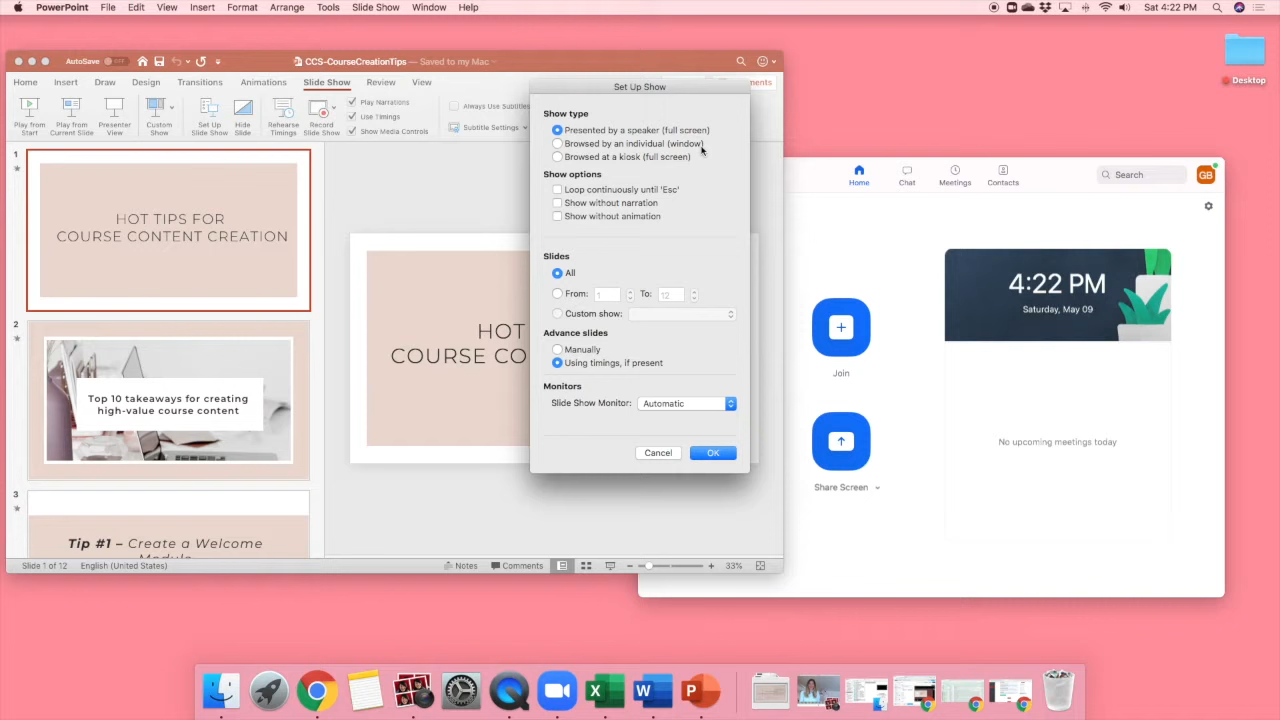 PowerPoint File Edit View Insert Format Arrange Tools Slide Show Window Help
Sat 4:22 PM
Desktop
AutoSave OFF
CCS-CourseCreationTips — Saved to my Mac
Home Insert Draw Design Transitions Animations Slide Show Review View
Play from Start
Play from Current Slide
Presenter View
Custom Show
Set Up Slide Show
Hide Slide
Rehearse Timings
Record Slide Show
Play Narrations
Use Timings
Show Media Controls
Always Use Subtitles
Subtitle Settings
1
HOT TIPS FOR
COURSE CONTENT CREATION
2
Top 10 takeaways for creating
high-value course content
3
Tip #1 – Create a Welcome
HOT
COURSE CO
Slide 1 of 12 English (United States) Notes Comments 33%
Set Up Show
Show type
Presented by a speaker (full screen)
Browsed by an individual (window)
Browsed at a kiosk (full screen)
Show options
Loop continuously until 'Esc'
Show without narration
Show without animation
Slides
All
From: 1 To: 12
Custom show:
Advance slides
Manually
Using timings, if present
Monitors
Slide Show Monitor: Automatic
Cancel OK
Home Chat Meetings Contacts
Search
GB
4:22 PM
Saturday, May 09
Join
Share Screen
No upcoming meetings today
X W P